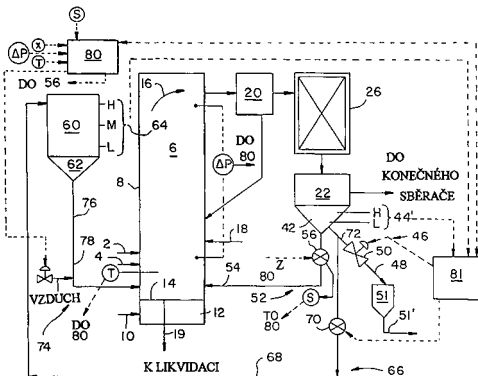 S
X
ΔP
T
80
DO 56
60
H
M
L
62
64
76
78
VZDUCH
74
DO
80
16
6
8
2
4
T
14
10
12
19
K LIKVIDACI
ΔP
DO
80
18
54
52
20
26
22
DO
KONEČNÉHO
SBĚRAČE
42
H
L
44'
56
72
46
50
48
Z
80
S
TO
80
70
51
51'
81
68
66